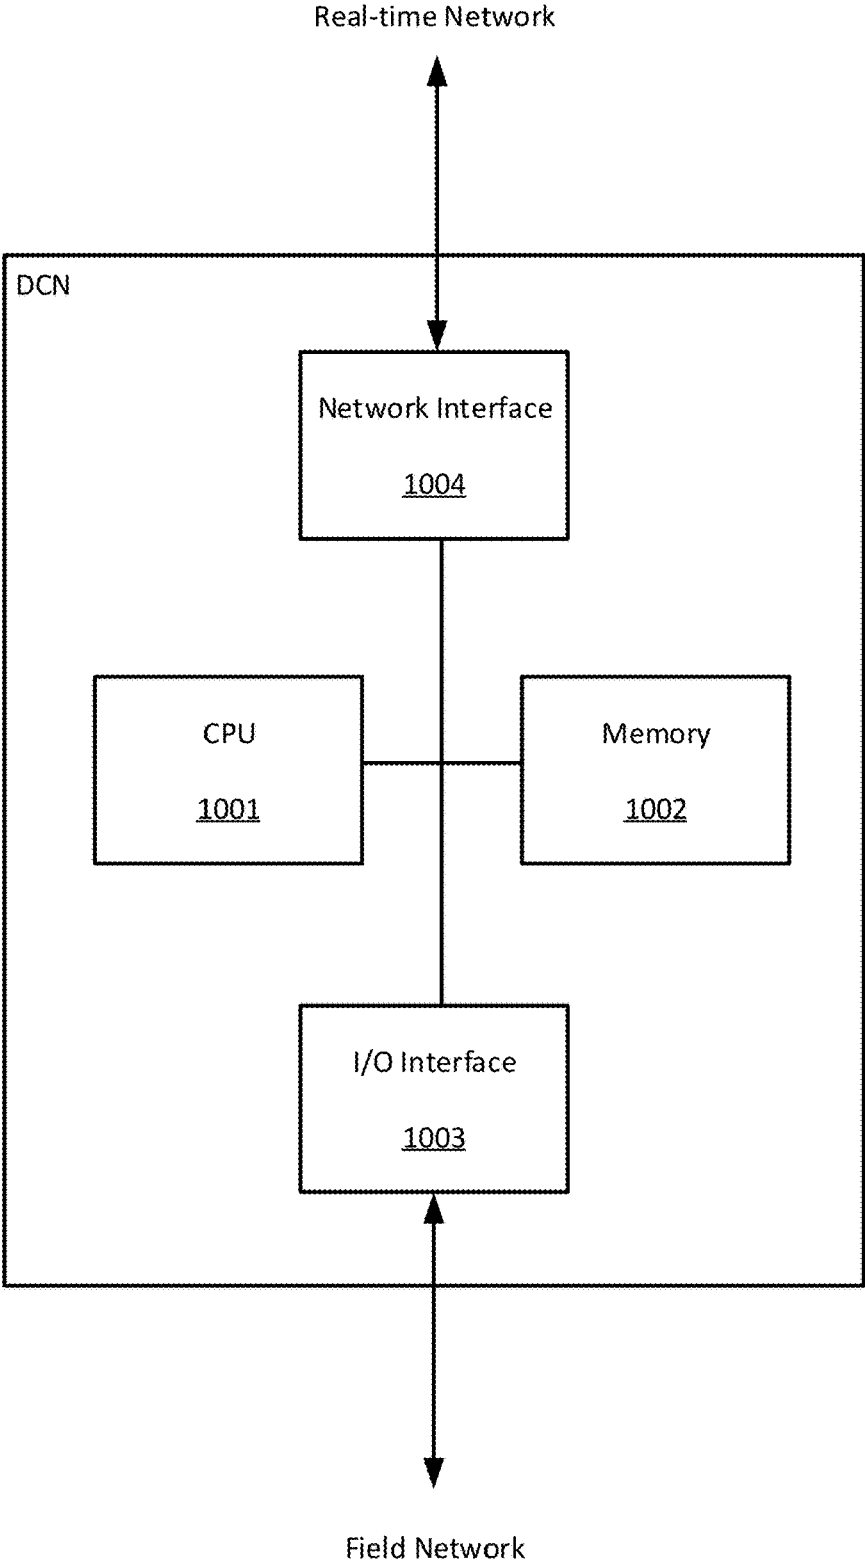 Real-time Network
DCN
Network Interface
1004
CPU
1001
Memory
1002
I/O Interface
1003
Field Network